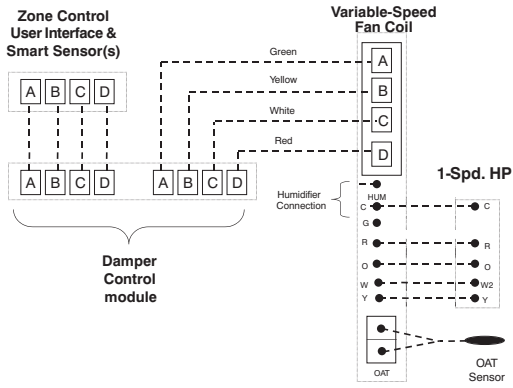 Zone Control
User Interface &
Smart Sensor(s)
A B C D
A B C D
A B C D
Damper
Control
module
Green
Yellow
White
Red
Variable-Speed
Fan Coil
A
B
C
D
Humidifier
Connection
HUM
C
G
R
O
W
Y
OAT
1-Spd. HP
C
R
O
W2
Y
OAT
Sensor